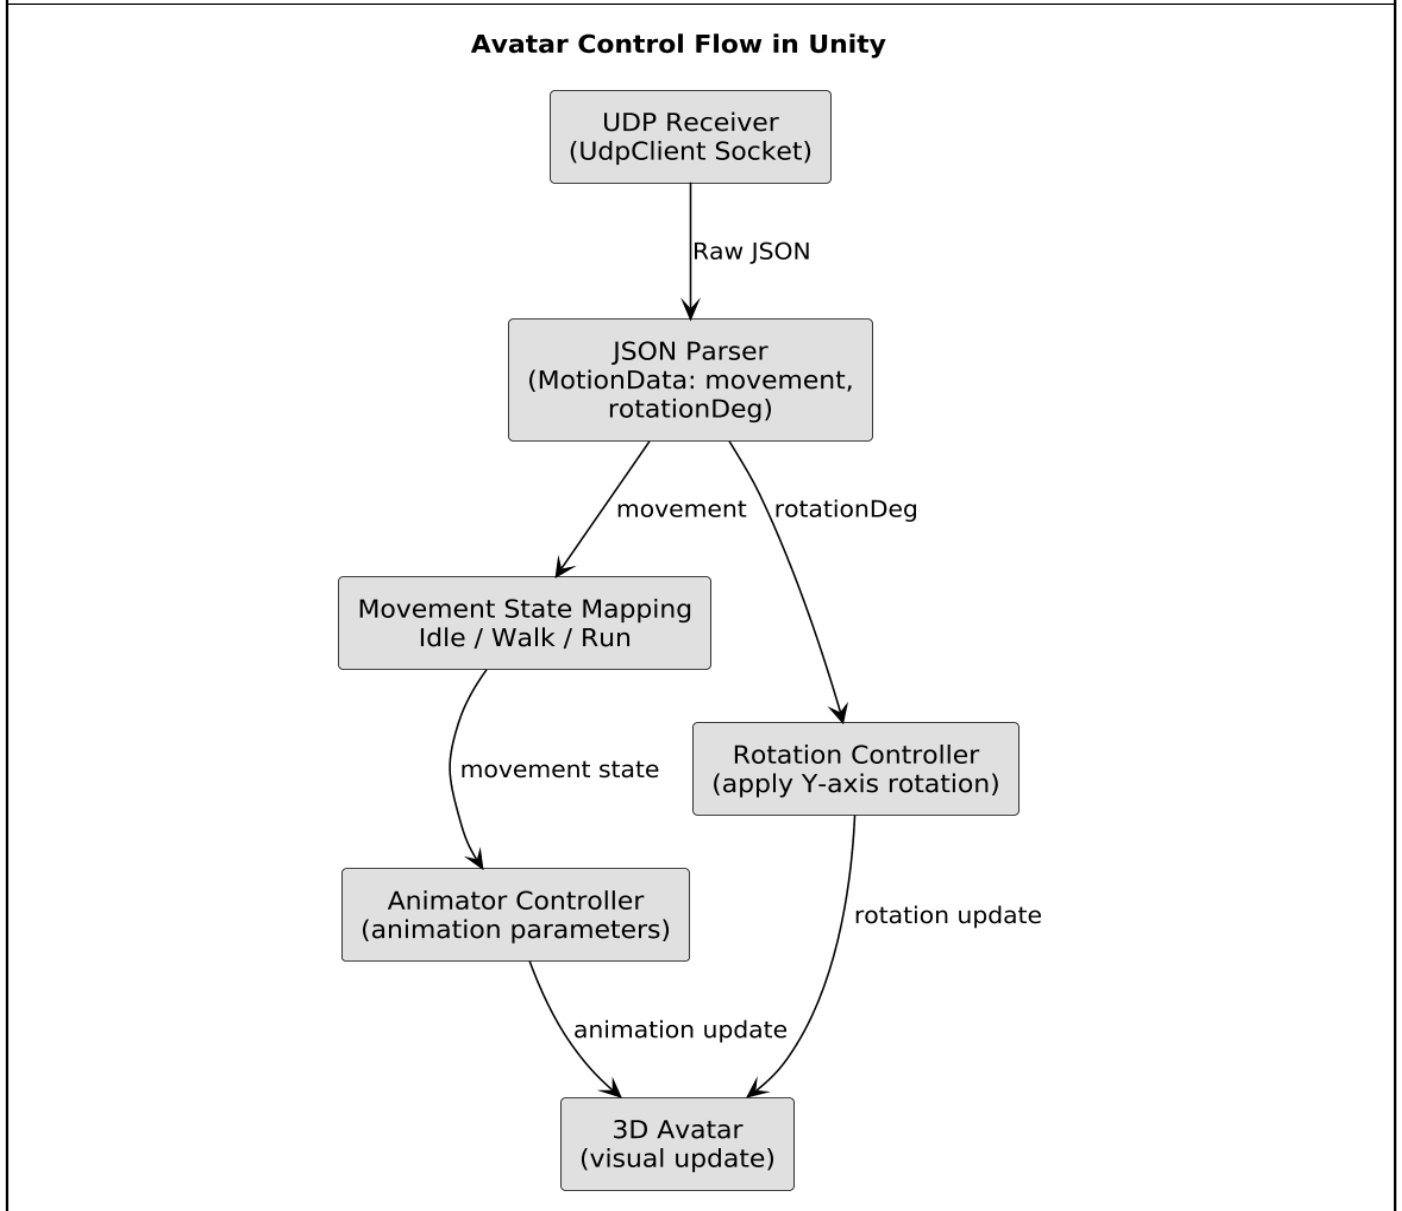 Avatar Control Flow in Unity
UDP Receiver
(UdpClient Socket)
Raw JSON
JSON Parser
(MotionData: movement,
rotationDeg)
movement
rotationDeg
Movement State Mapping
Idle / Walk / Run
movement state
Rotation Controller
(apply Y-axis rotation)
Animator Controller
(animation parameters)
rotation update
animation update
3D Avatar
(visual update)